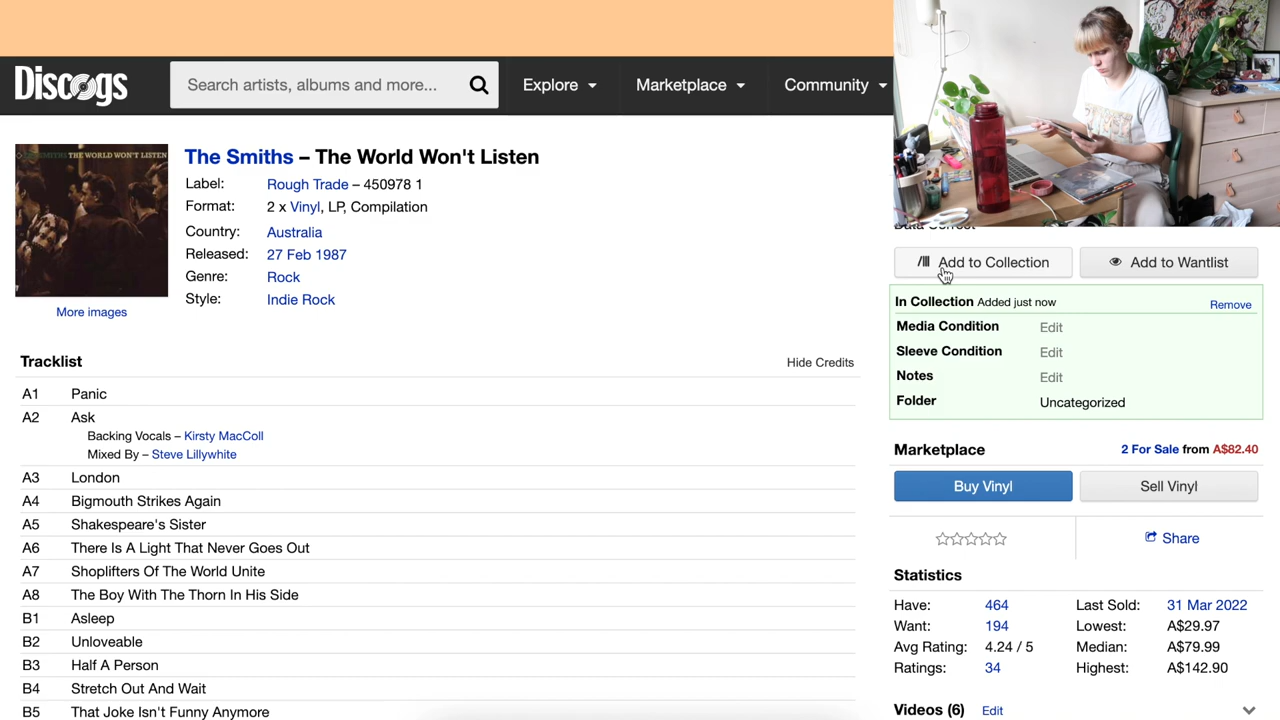 Discogs
Search artists, albums and more...
Explore
Marketplace
Community
THE WORLD WON'T LISTEN
The Smiths – The World Won't Listen
Label: Rough Trade – 450978 1
Format: 2 x Vinyl, LP, Compilation
Country: Australia
Released: 27 Feb 1987
Genre: Rock
Style: Indie Rock
More images
Tracklist
Hide Credits
A1 Panic
A2 Ask
Backing Vocals – Kirsty MacColl
Mixed By – Steve Lillywhite
A3 London
A4 Bigmouth Strikes Again
A5 Shakespeare's Sister
A6 There Is A Light That Never Goes Out
A7 Shoplifters Of The World Unite
A8 The Boy With The Thorn In His Side
B1 Asleep
B2 Unloveable
B3 Half A Person
B4 Stretch Out And Wait
B5 That Joke Isn't Funny Anymore
Data Correct
Add to Collection
Add to Wantlist
In Collection Added just now
Remove
Media Condition Edit
Sleeve Condition Edit
Notes Edit
Folder Uncategorized
Marketplace
2 For Sale from A$82.40
Buy Vinyl
Sell Vinyl
Share
Statistics
Have: 464
Want: 194
Avg Rating: 4.24 / 5
Ratings: 34
Last Sold: 31 Mar 2022
Lowest: A$29.97
Median: A$79.99
Highest: A$142.90
Videos (6) Edit